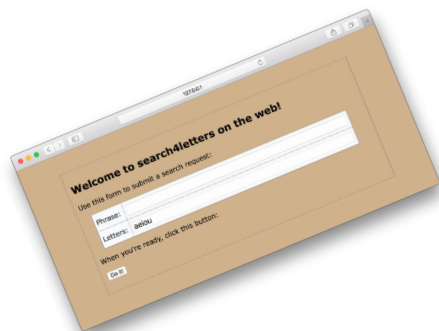 127.0.0.1
Welcome to search4letters on the web!
Use this form to submit a search request:
Phrase:
Letters: aeiou
When you're ready, click this button:
Do it!